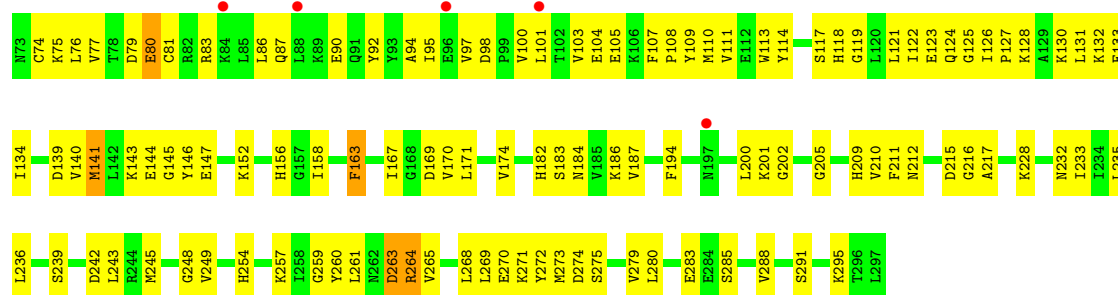 N73 C74 K75 L76 V77 T78 D79 E80 C81 R82 R83 K84 L85 L86 Q87 L88 K89 E90 Q91 Y92 Y93 A94 I95 E96 V97 D98 P99 V100 L101 T102 V103 E104 E105 K106 F107 P108 Y109 M110 V111 E112 W113 Y114 S117 H118 G119 L120 L121 I122 E123 Q124 G125 I126 P127 K128 A129 K130 L131 K132
I134 D139 V140 M141 L142 K143 E144 G145 Y146 E147 K152 H156 G157 I158 F163 I167 G168 D169 V170 L171 V174 H182 S183 N184 V185 K186 V187 F194 N197 L200 K201 G202 G205 H209 V210 F211 N212 D215 G216 A217 K228 N232 I233 I234 L235
L236 S239 D242 L243 R244 M245 G248 V249 H254 K257 I258 G259 Y260 L261 N262 D263 R264 V265 L268 L269 E270 K271 Y272 M273 D274 S275 V279 L280 E283 E284 S285 V288 S291 K295 T296 L297